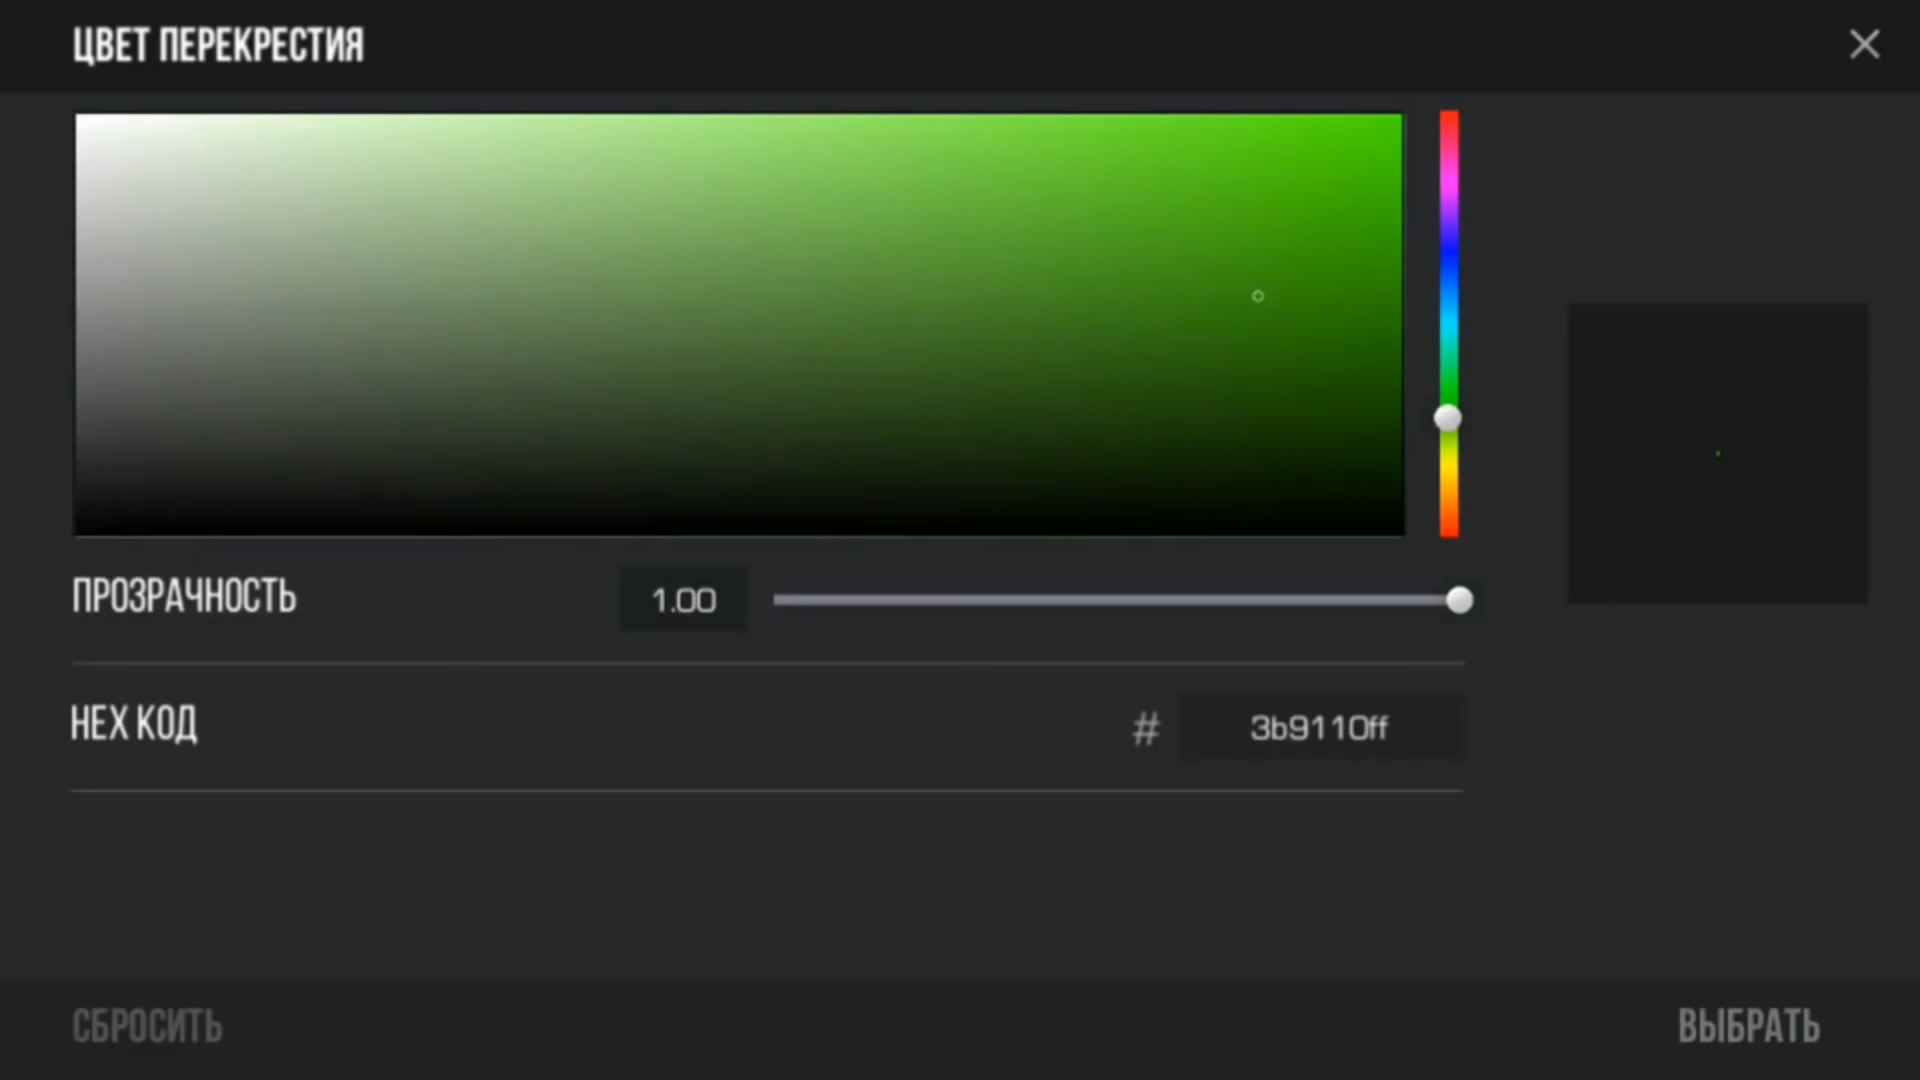 ЦВЕТ ПЕРЕКРЕСТИЯ
ПРОЗРАЧНОСТЬ 1.00
HEX КОД # 3b9110ff
СБРОСИТЬ ВЫБРАТЬ